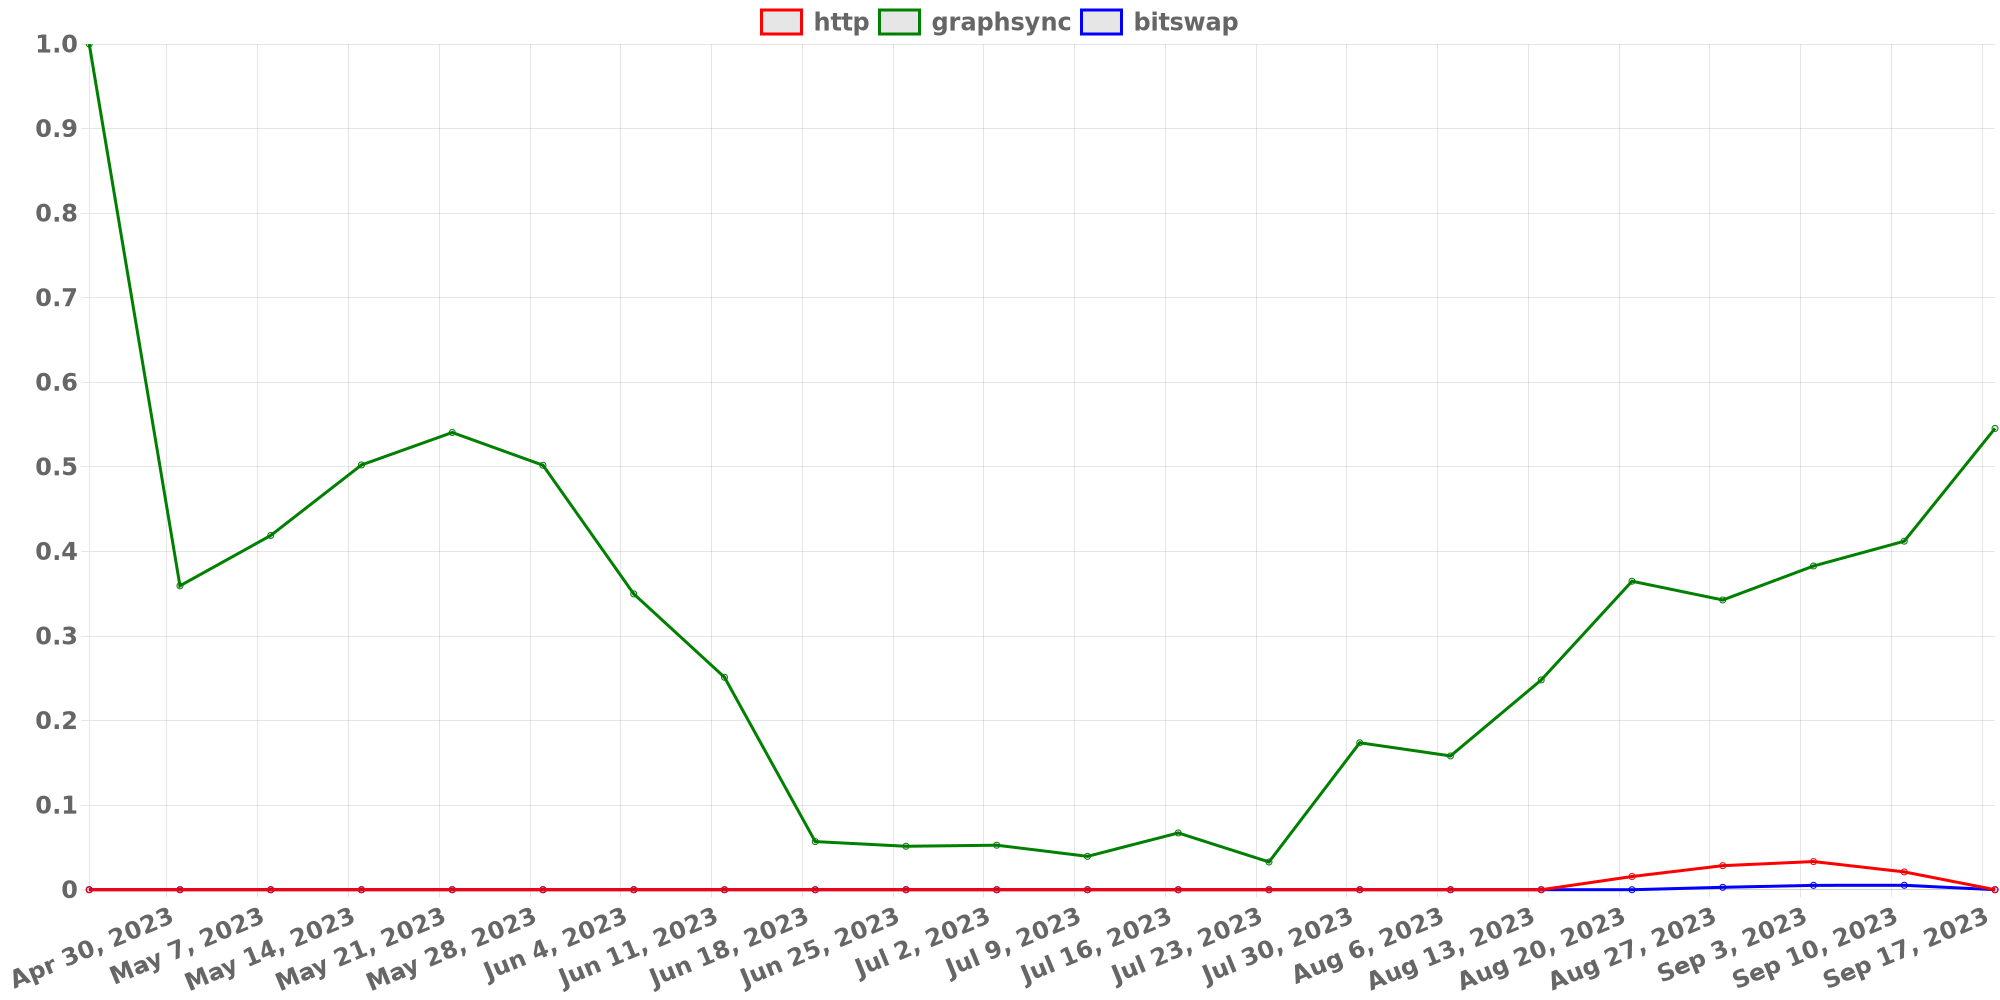 http graphsync bitswap
1.0
0.9
0.8
0.7
0.6
0.5
0.4
0.3
0.2
0.1
0
Apr 30, 2023
May 7, 2023
May 14, 2023
May 21, 2023
May 28, 2023
Jun 4, 2023
Jun 11, 2023
Jun 18, 2023
Jun 25, 2023
Jul 2, 2023
Jul 9, 2023
Jul 16, 2023
Jul 23, 2023
Jul 30, 2023
Aug 6, 2023
Aug 13, 2023
Aug 20, 2023
Aug 27, 2023
Sep 3, 2023
Sep 10, 2023
Sep 17, 2023